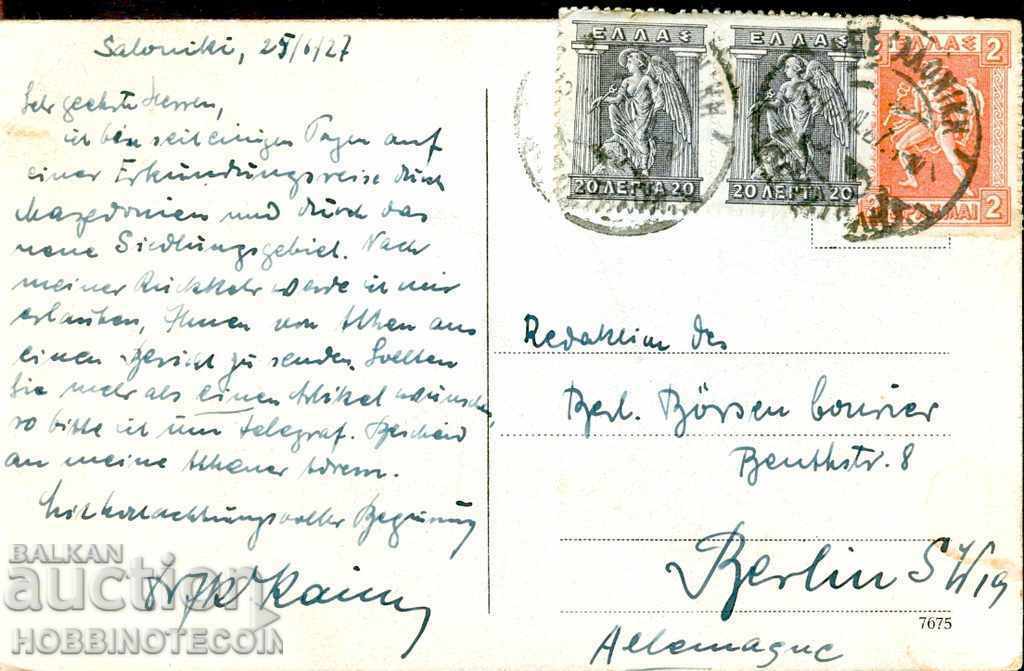 Saloniki, 25/6/27
Sehr geehrte Herren,
ich bin seit einigen Tagen auf
einer Erkundungsreise durch
Mazedonien und durch das
neue Siedlungsgebiet. Nach
meiner Rückkehr werde ich mir
erlauben, Ihnen von Athen aus
einen Bericht zu senden. Sollten
Sie mehr als einen Artikel wünschen,
so bitte ich um telegraf. Bescheid
an meine Athener Adresse.
Mit hochachtungsvoller Begrüssung
ΕΛΛΑΣ
20 ΛΕΠΤΑ 20
ΕΛΛΑΣ
20 ΛΕΠΤΑ 20
ΕΛΛΑΣ 2
2
Redaktion des
Berl. Börsen Courier
Beuthstr. 8
Berlin SW 19
Allemagne
7675
BALKAN
auction
HOBBINOTECOIN